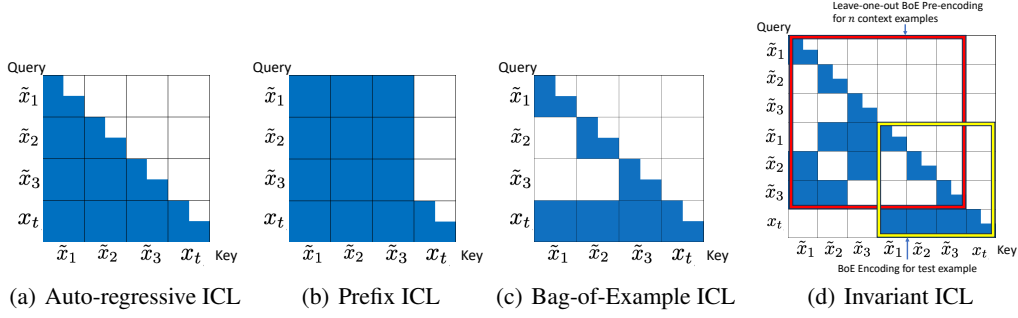 Leave-one-out BoE Pre-encoding
for n context examples
Query
x̃₁
x̃₂
x̃₃
xₜ
x̃₁ x̃₂ x̃₃ xₜ Key
(a) Auto-regressive ICL
Query
x̃₁
x̃₂
x̃₃
xₜ
x̃₁ x̃₂ x̃₃ xₜ Key
(b) Prefix ICL
Query
x̃₁
x̃₂
x̃₃
xₜ
x̃₁ x̃₂ x̃₃ xₜ Key
(c) Bag-of-Example ICL
Query
x̃₁
x̃₂
x̃₃
x̃₁
x̃₂
x̃₃
xₜ
x̃₁ x̃₂ x̃₃ x̃₁ x̃₂ x̃₃ xₜ Key
BoE Encoding for test example
(d) Invariant ICL